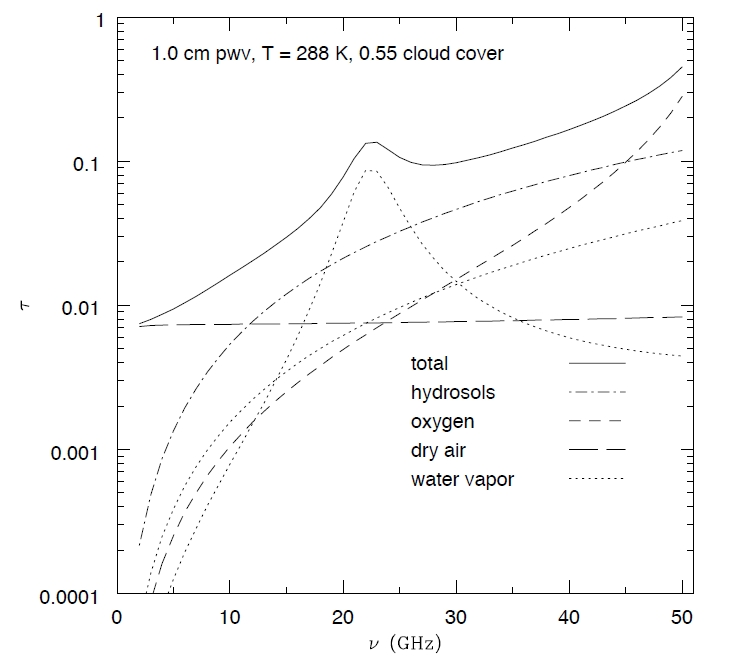 1
1.0 cm pwv, T = 288 K, 0.55 cloud cover
0.1
τ
0.01
total
hydrosols
oxygen
dry air
0.001
water vapor
0.0001
0 10 20 30 40 50
ν (GHz)